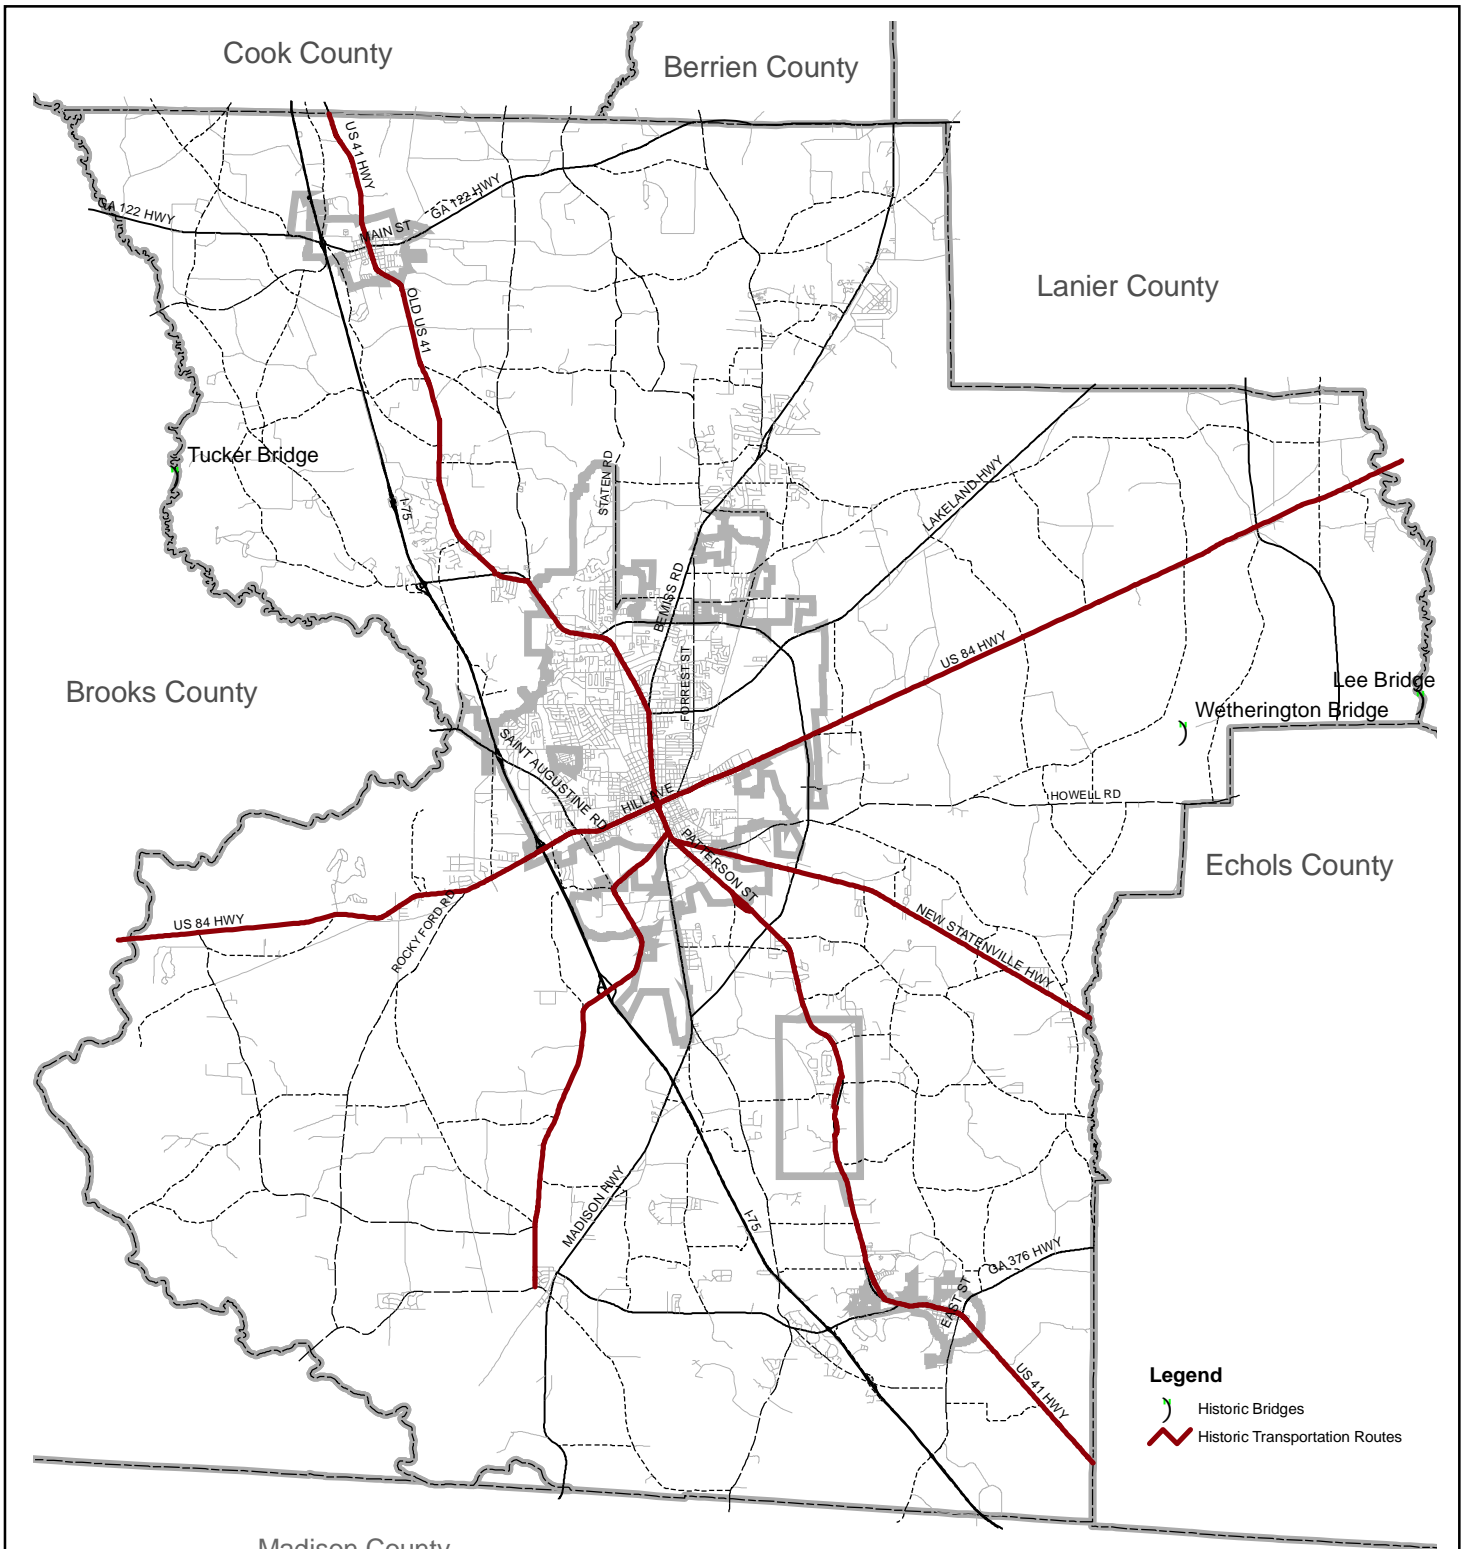 Cook County
Berrien County
US 41 HWY
GA 122 HWY
GA 122 HWY
MAIN ST
Lanier County
OLD US 41
Tucker Bridge
STATEN RD
LAKELAND HWY
I-75
BEMISS RD
US 84 HWY
FORREST ST
Brooks County
Lee Bridge
Wetherington Bridge
SAINT AUGUSTINE RD
HILL AVE
HOWELL RD
PATTERSON ST
Echols County
US 84 HWY
ROCKY FORD RD
NEW STATENVILLE HWY
MADISON HWY
I-75
GA 376 HWY
EAST ST
US 41 HWY
Legend
Historic Bridges
Historic Transportation Routes
Madison County